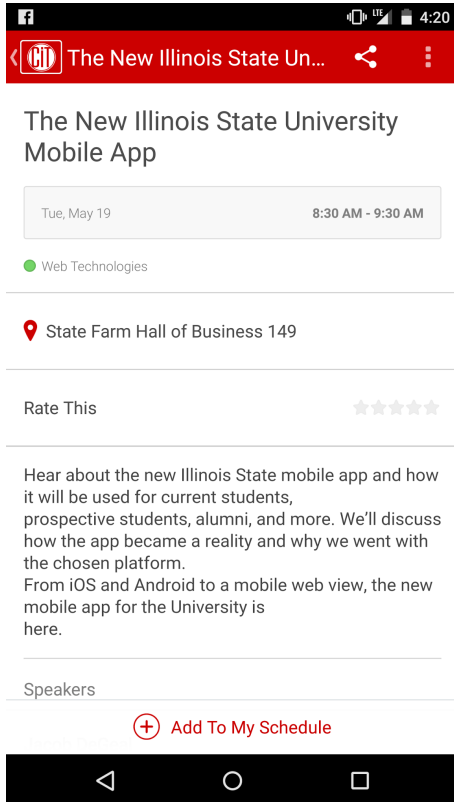 LTE 4:20
CIT The New Illinois State Un...
The New Illinois State University
Mobile App
Tue, May 19 8:30 AM - 9:30 AM
Web Technologies
State Farm Hall of Business 149
Rate This
Hear about the new Illinois State mobile app and how
it will be used for current students,
prospective students, alumni, and more. We’ll discuss
how the app became a reality and why we went with
the chosen platform.
From iOS and Android to a mobile web view, the new
mobile app for the University is
here.
Speakers
Add To My Schedule